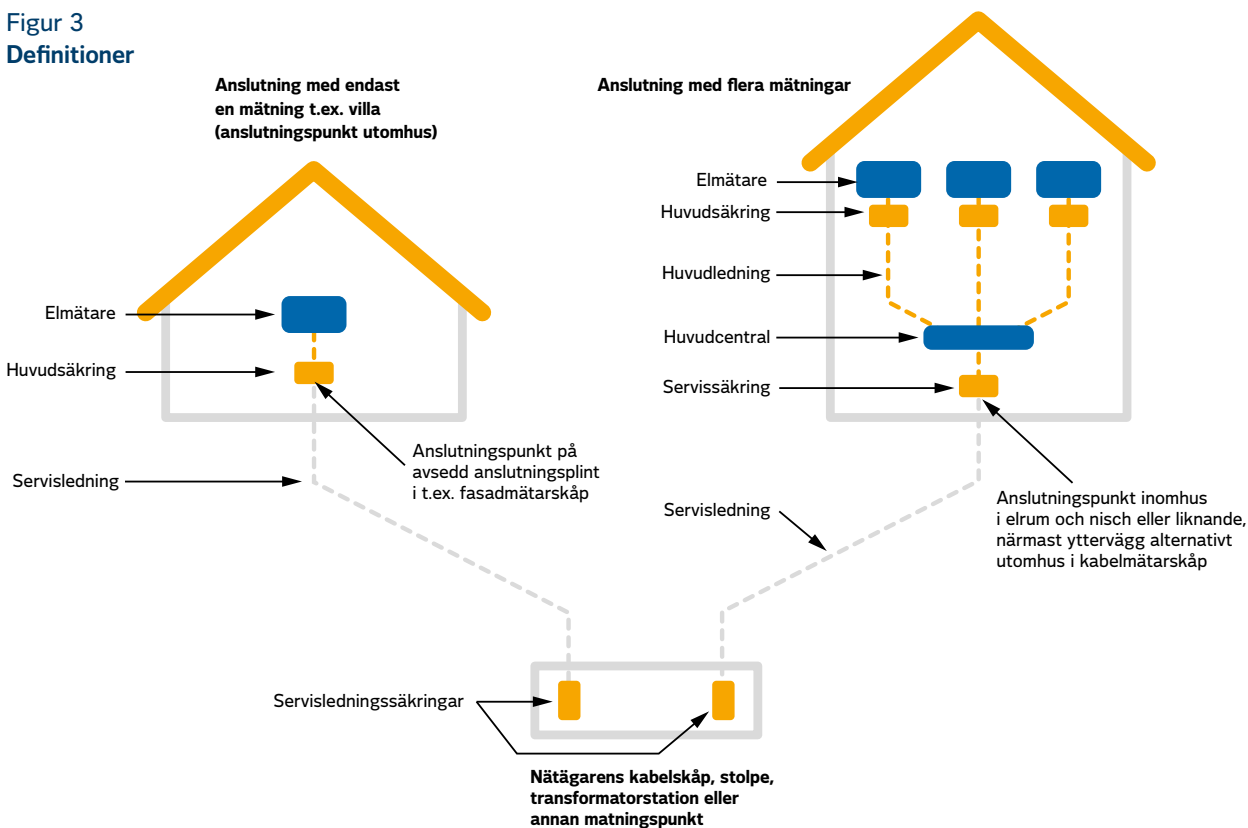 Figur 3
Definitioner
Anslutning med endast
en mätning t.ex. villa
(anslutningspunkt utomhus)
Elmätare
Huvudsäkring
Servisledning
Anslutningspunkt på
avsedd anslutningsplint
i t.ex. fasadmätarskåp
Anslutning med flera mätningar
Elmätare
Huvudsäkring
Huvudledning
Huvudcentral
Servissäkring
Servisledning
Anslutningspunkt inomhus
i elrum och nisch eller liknande,
närmast yttervägg alternativt
utomhus i kabelmätarskåp
Servisledningssäkringar
Nätägarens kabelskåp, stolpe,
transformatorstation eller
annan matningspunkt